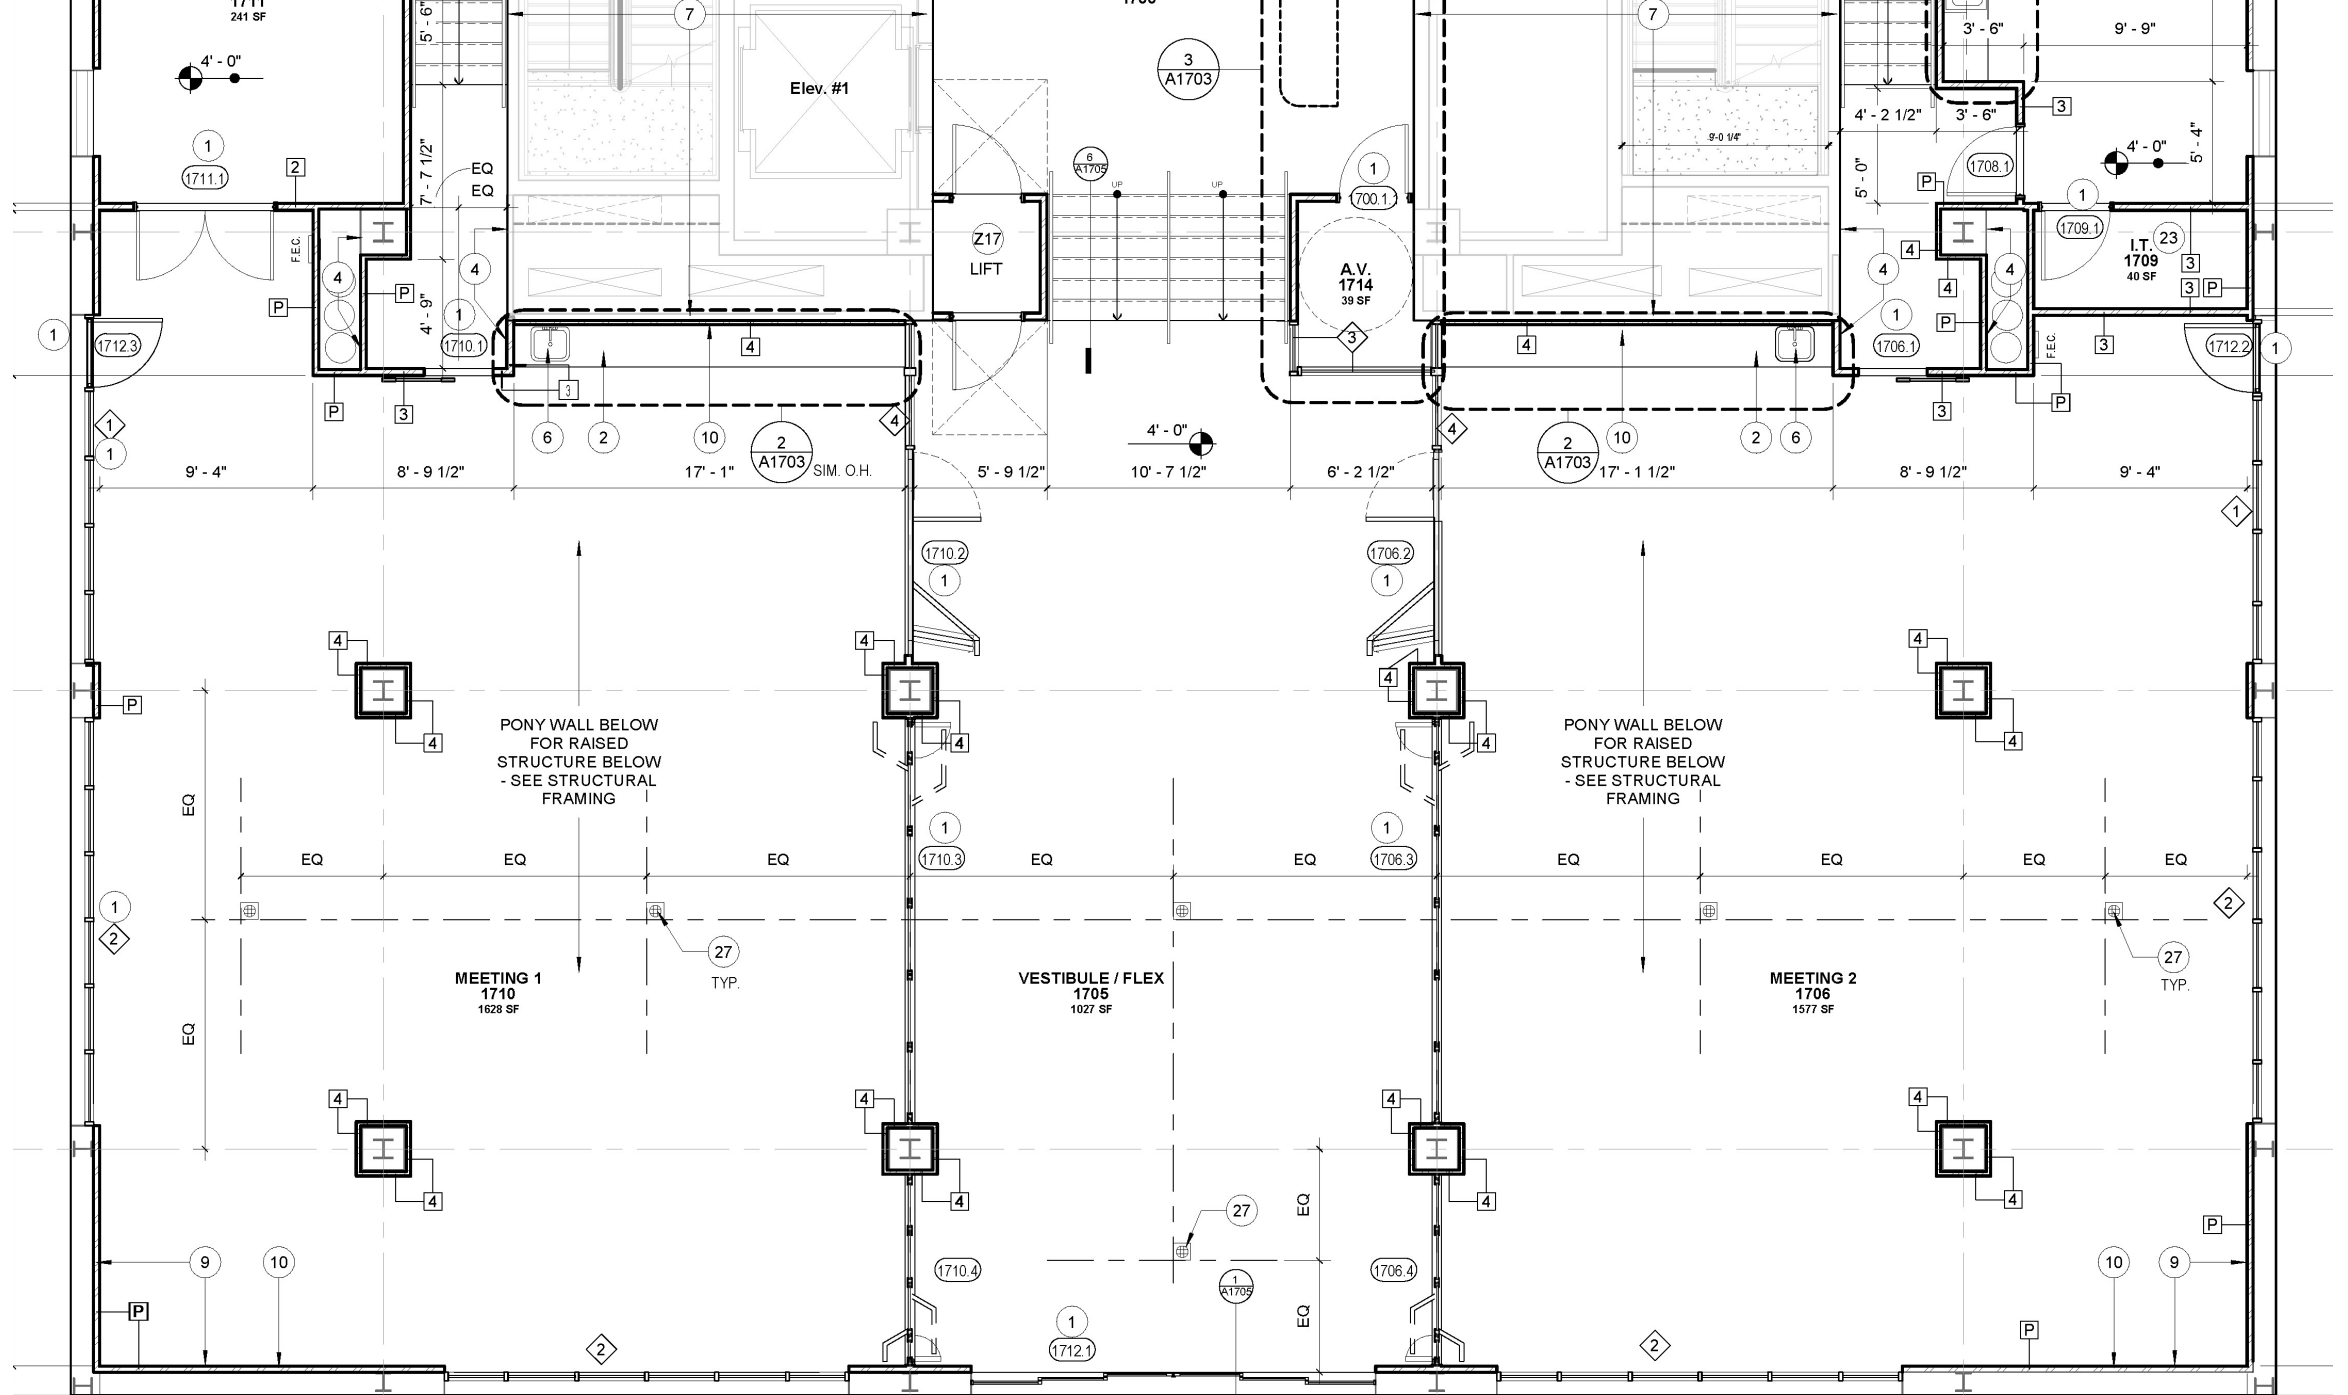 241 SF
5' - 6"
7
3
A1703
7
3' - 6"
9' - 9"
4' - 0"
Elev. #1
3
4' - 2 1/2"
3' - 6"
9'-0 1/4"
5' - 4"
1
1711.1
2
7' - 7 1/2"
EQ
EQ
6
A1705
UP
UP
1
1700.1
5' - 0"
P
1708.1
4' - 0"
1
1709.1
F.E.C.
4
4
Z17
LIFT
A.V.
1714
39 SF
4
4
4
4
23
I.T.
1709
40 SF
3
3
P
P
P
4' - 9"
1
1710.1
P
1
1706.1
1
1712.3
4
3
4
F.E.C.
3
1712.2
1
P
3
3
3
P
1
1
6
2
10
2
A1703
SIM. O.H.
4
4' - 0"
4
2
A1703
10
2
6
9' - 4"
8' - 9 1/2"
17' - 1"
5' - 9 1/2"
10' - 7 1/2"
6' - 2 1/2"
17' - 1 1/2"
8' - 9 1/2"
9' - 4"
1
1710.2
1
1706.2
1
4
4
4
4
P
4
4
4
4
PONY WALL BELOW
FOR RAISED
STRUCTURE BELOW
- SEE STRUCTURAL
FRAMING
PONY WALL BELOW
FOR RAISED
STRUCTURE BELOW
- SEE STRUCTURAL
FRAMING
EQ
1
1710.3
1
1706.3
EQ
EQ
EQ
EQ
EQ
EQ
EQ
EQ
EQ
1
2
2
27
TYP.
27
TYP.
MEETING 1
1710
1628 SF
VESTIBULE / FLEX
1705
1027 SF
MEETING 2
1706
1577 SF
EQ
4
4
4
4
4
4
4
4
EQ
27
P
9
10
1710.4
1706.4
10
9
1
A1705
EQ
P
1
1712.1
2
2
P